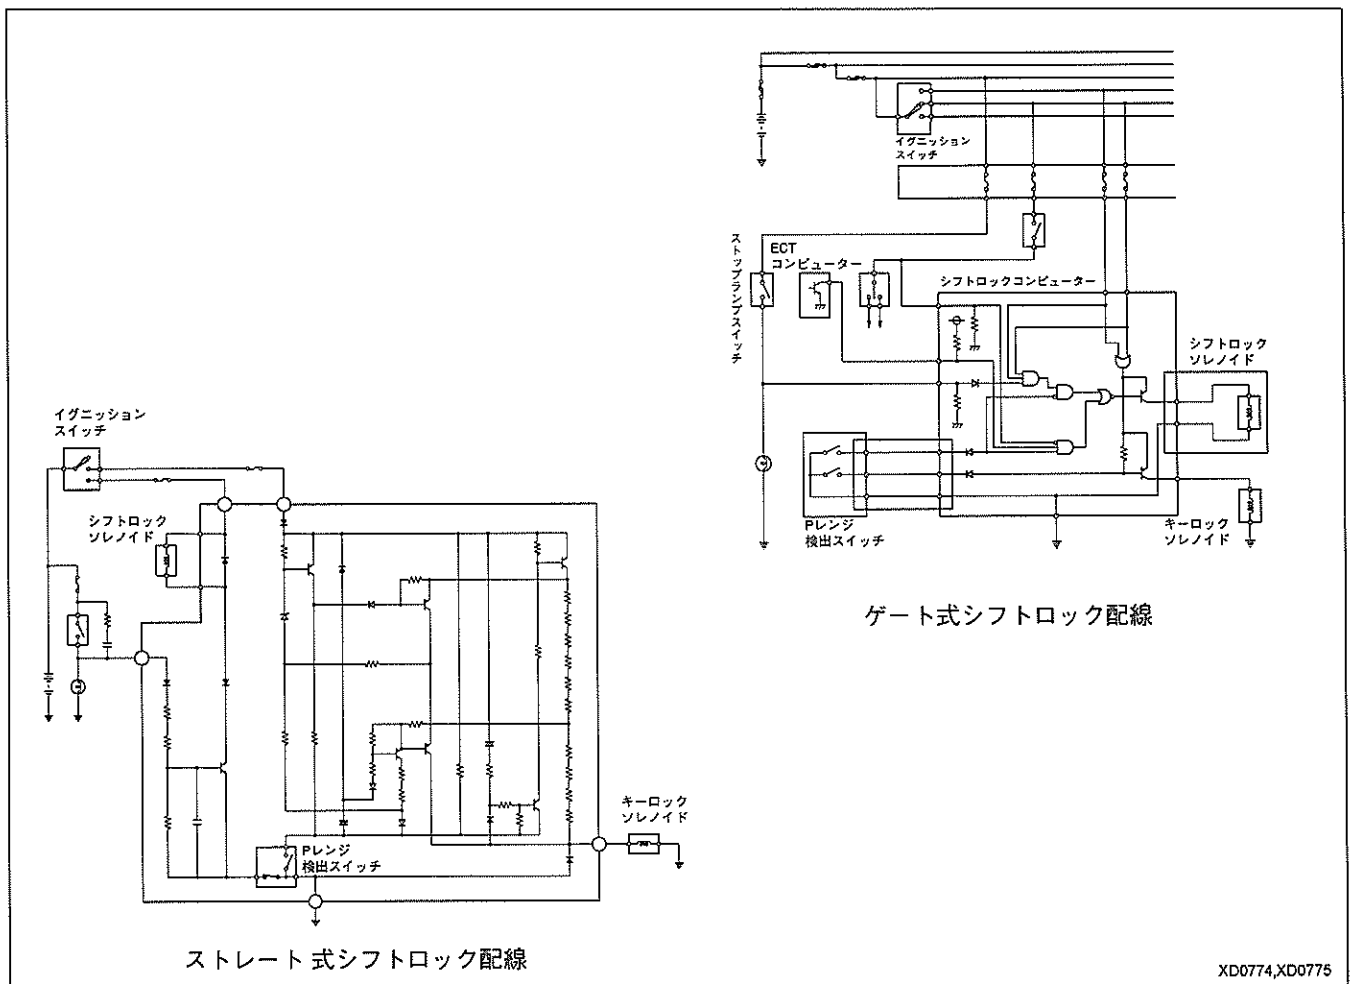 イグニッション
スイッチ
ストップランプスイッチ
ECT
コンピューター
シフトロックコンピューター
シフトロック
ソレノイド
Pレンジ
検出スイッチ
キーロック
ソレノイド
ゲート式シフトロック配線
イグニッション
スイッチ
シフトロック
ソレノイド
キーロック
ソレノイド
Pレンジ
検出スイッチ
ストレート式シフトロック配線
XD0774,XD0775